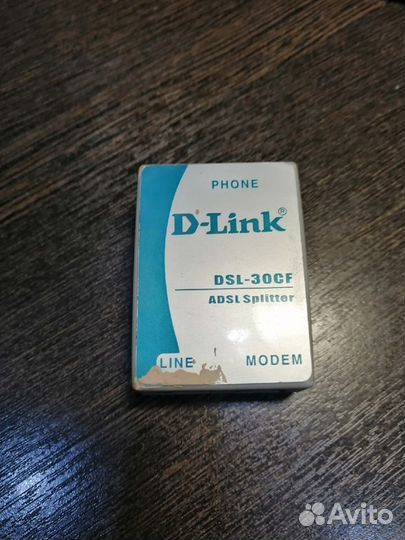 PHONE
D-Link®
DSL-30CF
ADSL Splitter
LINE MODEM
Avito